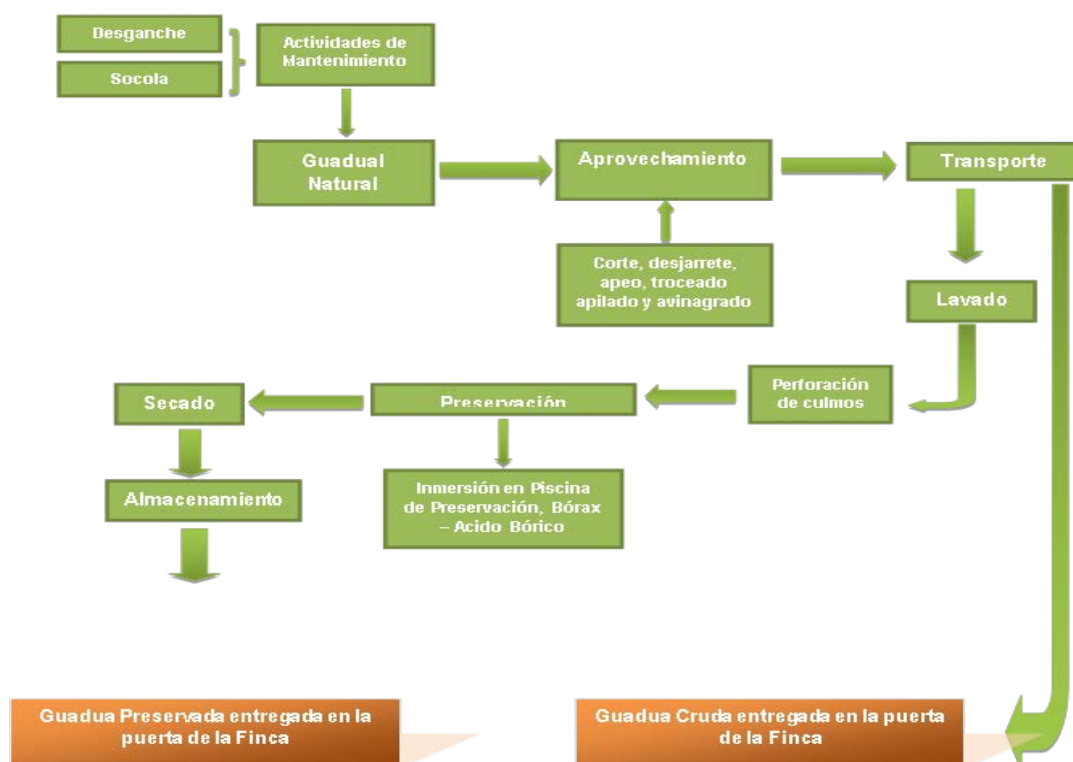 Desganche
Socola
Actividades de
Mantenimiento
Guadual
Natural
Aprovechamiento
Transporte
Corte, desjarrete,
apeo, troceado
apilado y avinagrado
Lavado
Perforación
de culmos
Preservación
Secado
Inmersión en Piscina
de Preservación, Bórax
– Acido Bórico
Almacenamiento
Guadua Preservada entregada en la
puerta de la Finca
Guadua Cruda entregada en la puerta
de la Finca